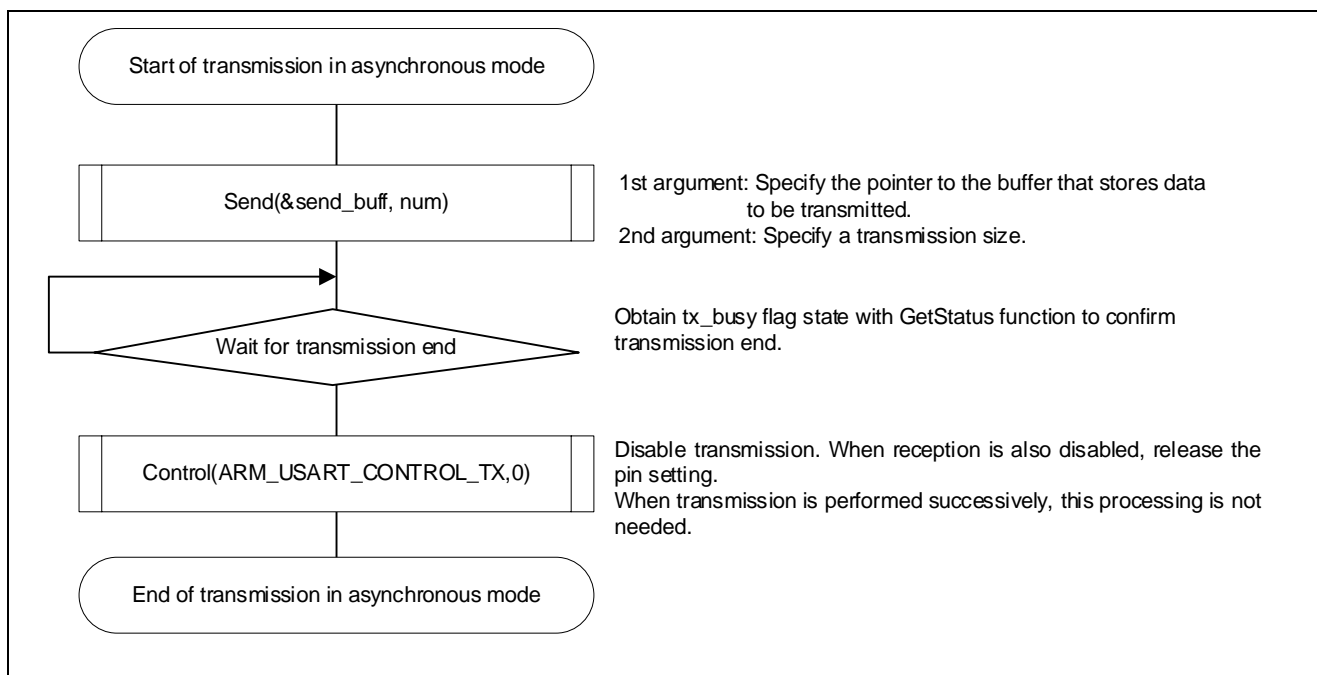 Start of transmission in asynchronous mode
Send(&send_buff, num)
1st argument: Specify the pointer to the buffer that stores data
to be transmitted.
2nd argument: Specify a transmission size.
Wait for transmission end
Obtain tx_busy flag state with GetStatus function to confirm
transmission end.
Control(ARM_USART_CONTROL_TX,0)
Disable transmission. When reception is also disabled, release the
pin setting.
When transmission is performed successively, this processing is not
needed.
End of transmission in asynchronous mode